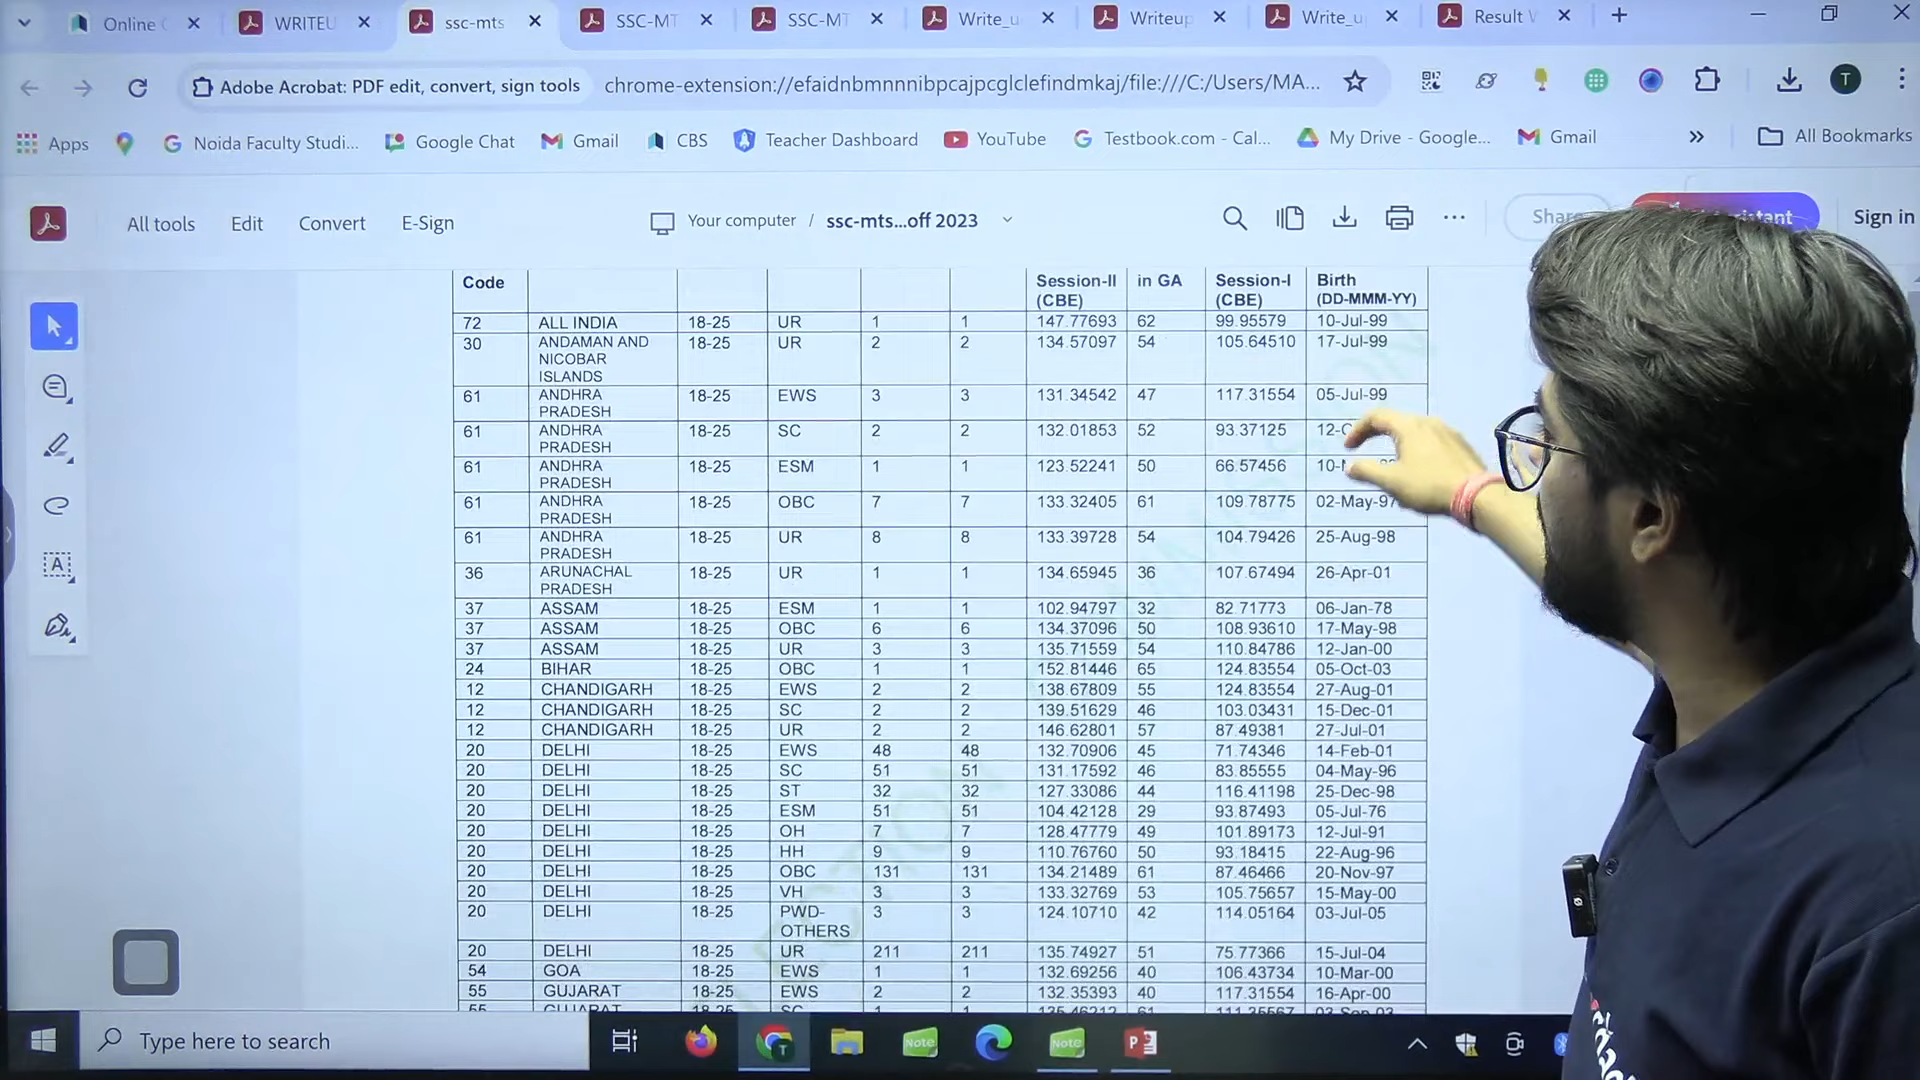 Online
WRITEU
ssc-mts
SSC-MT
SSC-MT
Write_u
Writeup
Write_u
Result
Adobe Acrobat: PDF edit, convert, sign tools
chrome-extension://efaidnbmnnnibpcajpcglclefindmkaj/file:///C:/Users/MA...
T
Apps
Noida Faculty Studi...
Google Chat
Gmail
CBS
Teacher Dashboard
YouTube
Testbook.com - Cal...
My Drive - Google...
Gmail
All Bookmarks
All tools
Edit
Convert
E-Sign
Your computer / ssc-mts...off 2023
Sign in
Code Session-II in GA Session-I Birth
(CBE) (CBE) (DD-MMM-YY)
72 ALL INDIA 18-25 UR 1 1 147.77693 62 99.95579 10-Jul-99
30 ANDAMAN AND 18-25 UR 2 2 134.57097 54 105.64510 17-Jul-99
NICOBAR
ISLANDS
61 ANDHRA 18-25 EWS 3 3 131.34542 47 117.31554 05-Jul-99
PRADESH
61 ANDHRA 18-25 SC 2 2 132.01853 52 93.37125
PRADESH
61 ANDHRA 18-25 ESM 1 1 123.52241 50 66.57456
PRADESH
61 ANDHRA 18-25 OBC 7 7 133.32405 61 109.78775 02-May-97
PRADESH
61 ANDHRA 18-25 UR 8 8 133.39728 54 104.79426 25-Aug-98
PRADESH
36 ARUNACHAL 18-25 UR 1 1 134.65945 36 107.67494 26-Apr-01
PRADESH
37 ASSAM 18-25 ESM 1 1 102.94797 32 82.71773 06-Jan-78
37 ASSAM 18-25 OBC 6 6 134.37096 50 108.93610 17-May-98
37 ASSAM 18-25 UR 3 3 135.71559 54 110.84786 12-Jan-00
24 BIHAR 18-25 OBC 1 1 152.81446 65 124.83554 05-Oct-03
12 CHANDIGARH 18-25 EWS 2 2 138.67809 55 124.83554 27-Aug-01
12 CHANDIGARH 18-25 SC 2 2 139.51629 46 103.03431 15-Dec-01
12 CHANDIGARH 18-25 UR 2 2 146.62801 57 87.49381 27-Jul-01
20 DELHI 18-25 EWS 48 48 132.70906 45 71.74346 14-Feb-01
20 DELHI 18-25 SC 51 51 131.17592 46 83.85555 04-May-96
20 DELHI 18-25 ST 32 32 127.33086 44 116.41198 25-Dec-98
20 DELHI 18-25 ESM 51 51 104.42128 29 93.87493 05-Jul-76
20 DELHI 18-25 OH 7 7 128.47779 49 101.89173 12-Jul-91
20 DELHI 18-25 HH 9 9 110.76760 50 93.18415 22-Aug-96
20 DELHI 18-25 OBC 131 131 134.21489 61 87.46466 20-Nov-97
20 DELHI 18-25 VH 3 3 133.32769 53 105.75657 15-May-00
20 DELHI 18-25 PWD- 3 3 124.10710 42 114.05164 03-Jul-05
OTHERS
20 DELHI 18-25 UR 211 211 135.74927 51 75.77366 15-Jul-04
54 GOA 18-25 EWS 1 1 132.69256 40 106.43734 10-Mar-00
55 GUJARAT 18-25 EWS 2 2 132.35393 40 117.31554 16-Apr-00
Type here to search
Note
Note